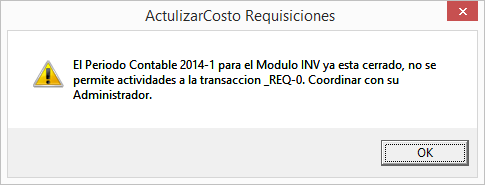 ActulizarCosto Requisiciones
El Periodo Contable 2014-1 para el Modulo INV ya esta cerrado, no se
permite actividades a la transaccion _REQ-0. Coordinar con su
Administrador.
OK